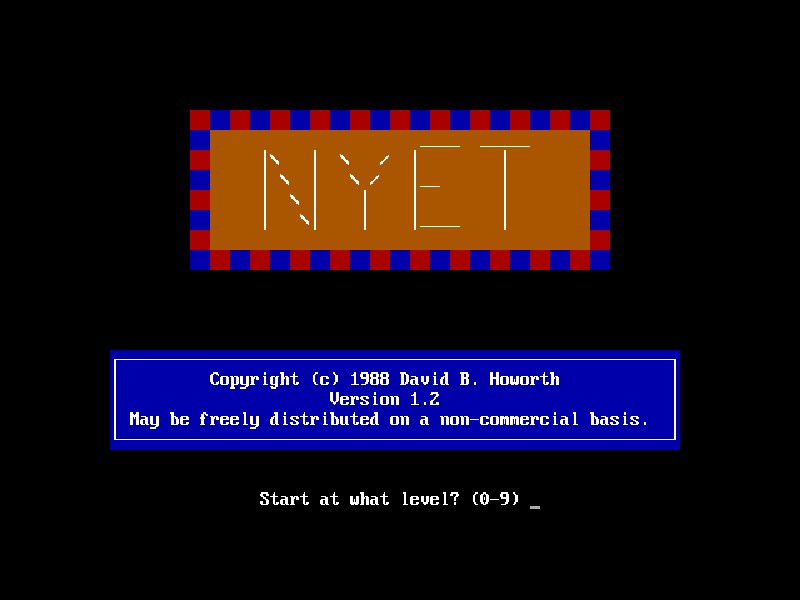 NYET
Copyright (c) 1988 David B. Howorth
Version 1.2
May be freely distributed on a non-commercial basis.
Start at what level? (0-9) _